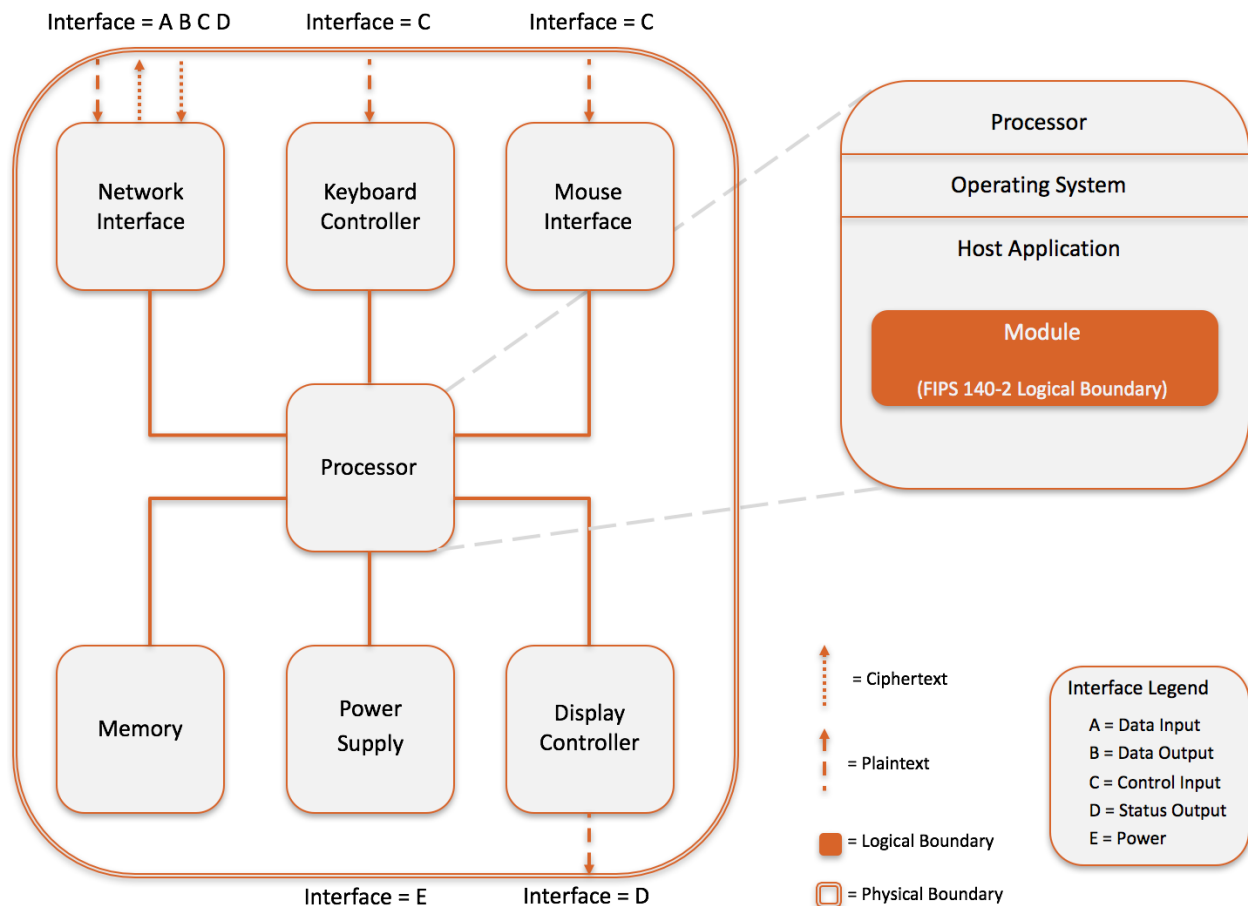 Interface = A B C D
Interface = C
Interface = C
Network
Interface
Keyboard
Controller
Mouse
Interface
Processor
Memory
Power
Supply
Display
Controller
Interface = E
Interface = D
Processor
Operating System
Host Application
Module
(FIPS 140-2 Logical Boundary)
= Ciphertext
= Plaintext
= Logical Boundary
= Physical Boundary
Interface Legend
A = Data Input
B = Data Output
C = Control Input
D = Status Output
E = Power